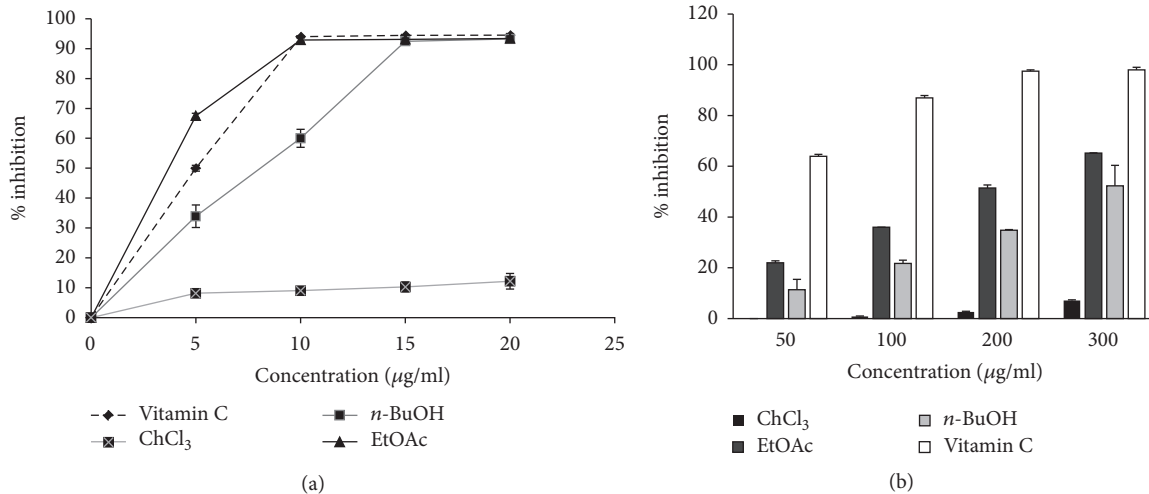 100
90
80
70
60
50
40
30
20
10
0
% inhibition
0 5 10 15 20 25
Concentration (μg/ml)
Vitamin C
n-BuOH
ChCl₃
EtOAc
(a)
120
100
80
60
40
20
0
% inhibition
50 100 200 300
Concentration (μg/ml)
ChCl₃
n-BuOH
EtOAc
Vitamin C
(b)